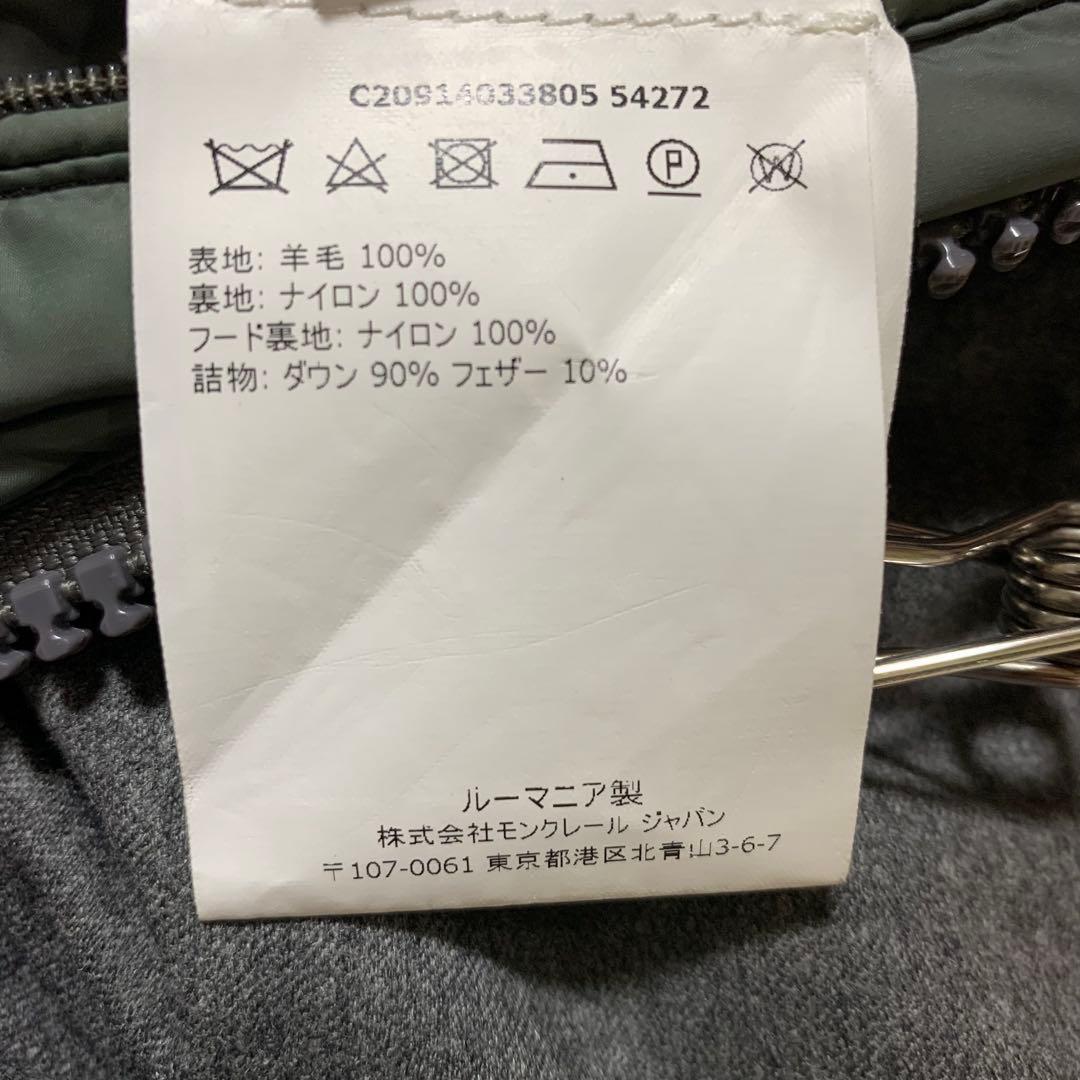 C20914033805 54272
P
W
表地: 羊毛 100%
裏地: ナイロン 100%
フード裏地: ナイロン 100%
詰物: ダウン 90% フェザー 10%
ルーマニア製
株式会社モンクレール ジャパン
〒107-0061 東京都港区北青山3-6-7